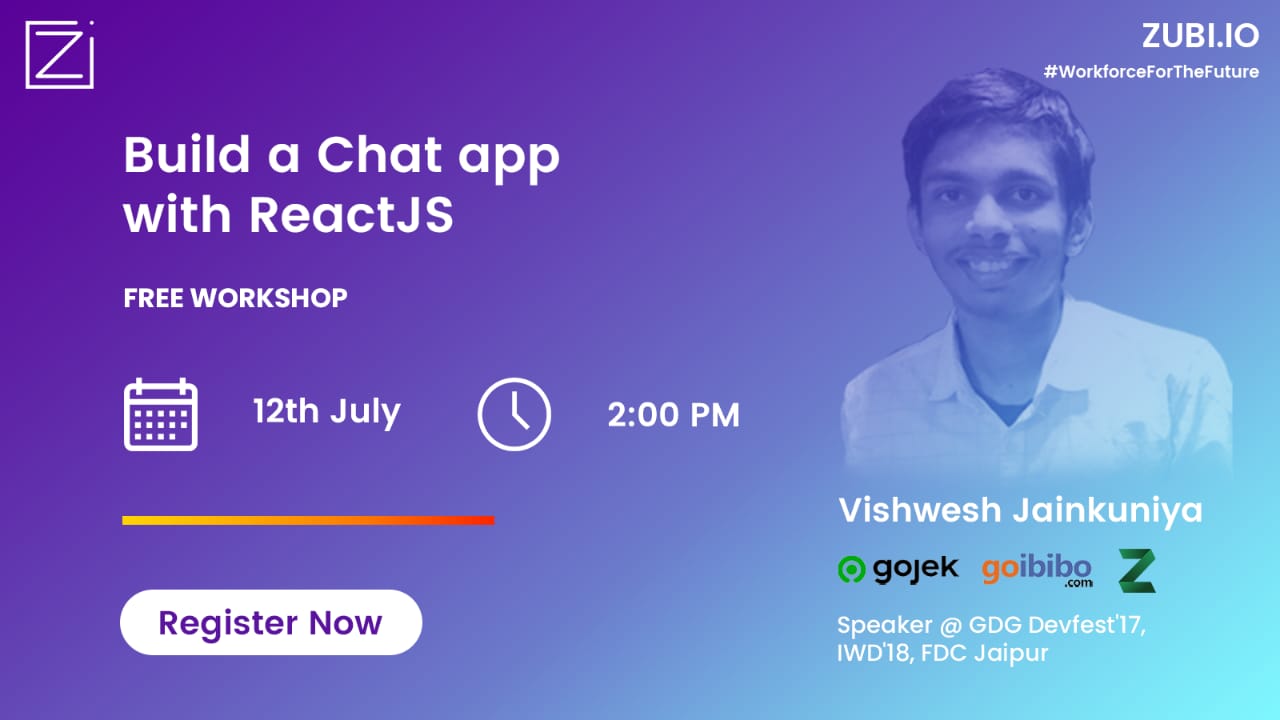 ZUBI.IO
#WorkforceForTheFuture
Build a Chat app
with ReactJS
FREE WORKSHOP
12th July
2:00 PM
Register Now
Vishwesh Jainkuniya
gojek
goibibo
.com
Speaker @ GDG Devfest'17,
IWD'18, FDC Jaipur